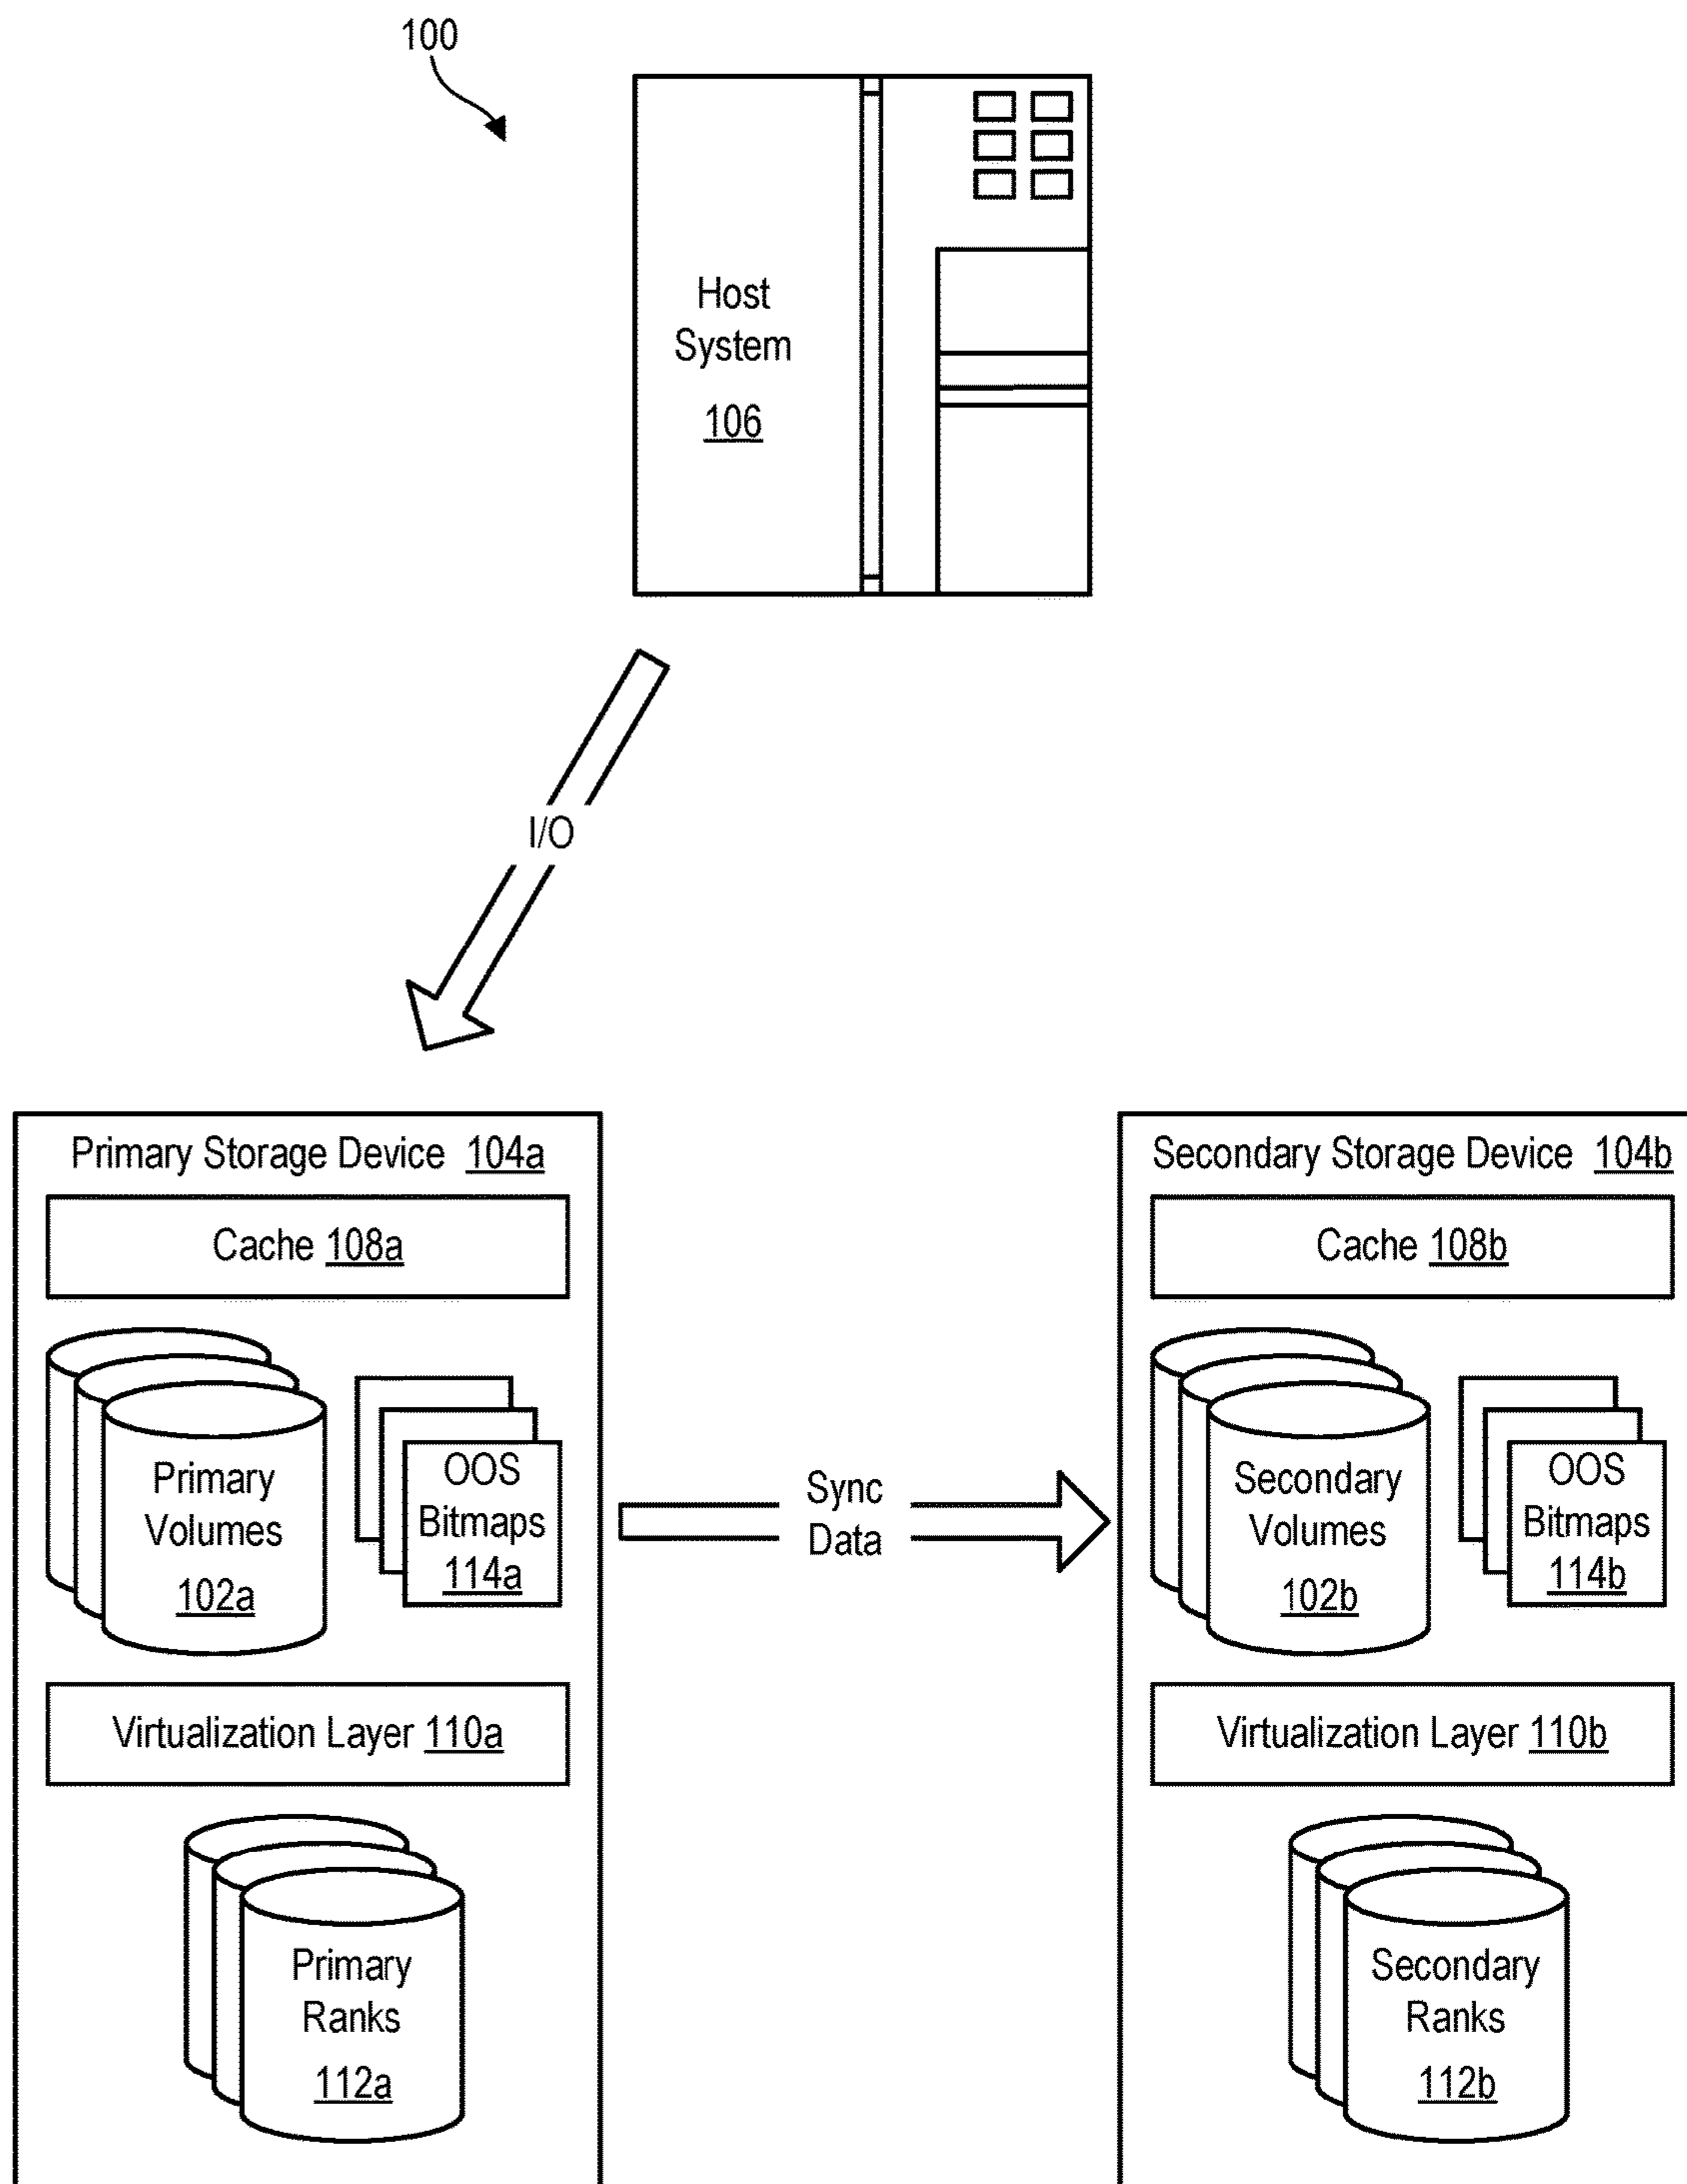 100
Host
System
106
I/O
Primary Storage Device 104a
Cache 108a
Primary
Volumes
102a
OOS
Bitmaps
114a
Virtualization Layer 110a
Primary
Ranks
112a
Sync
Data
Secondary Storage Device 104b
Cache 108b
Secondary
Volumes
102b
OOS
Bitmaps
114b
Virtualization Layer 110b
Secondary
Ranks
112b